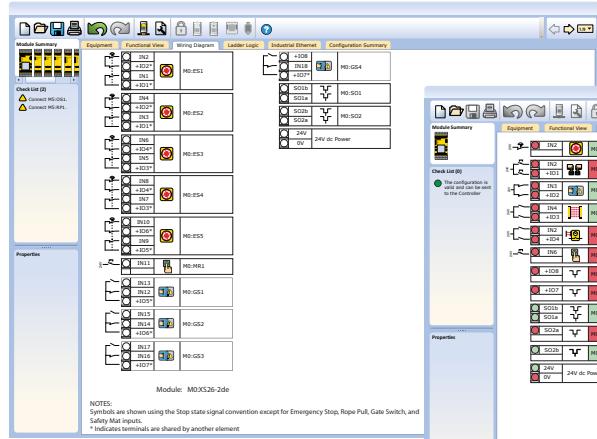 Module Summary
Equipment
Functional View
Wiring Diagram
Ladder Logic
Industrial Ethernet
Configuration Summary
Check List (2)
Connect M5:OS1.
Connect M5:RP1.
Properties
IN2
+IO2*
IN1
+IO1*
M0:ES1
IN4
+IO2*
IN3
+IO1*
M0:ES2
IN6
+IO4*
IN5
+IO3*
M0:ES3
IN8
+IO4*
IN7
+IO3*
M0:ES4
IN10
+IO6*
IN9
+IO5*
M0:ES5
IN11
M0:MR1
IN13
IN12
+IO5*
M0:GS1
IN15
IN14
+IO6*
M0:GS2
IN17
IN16
+IO7*
M0:GS3
+IO8
IN18
+IO7*
M0:GS4
SO1b
SO1a
M0:SO1
SO2b
SO2a
M0:SO2
24V
0V
24V dc Power
Module: M0:XS26-2de
NOTES:
Symbols are shown using the Stop state signal convention except for Emergency Stop, Rope Pull, Gate Switch, and
Safety Mat inputs.
* Indicates terminals are shared by another element
Module Summary
Equipment
Functional View
Check List (0)
The configuration is
valid and can be sent
to the Controller
Properties
IN2
IN2
+IO1
IN3
+IO2
IN4
+IO3
IN2
+IO4
IN6
+IO8
+IO7
SO1b
SO1a
SO2a
SO2b
24V
0V
24V dc Pow